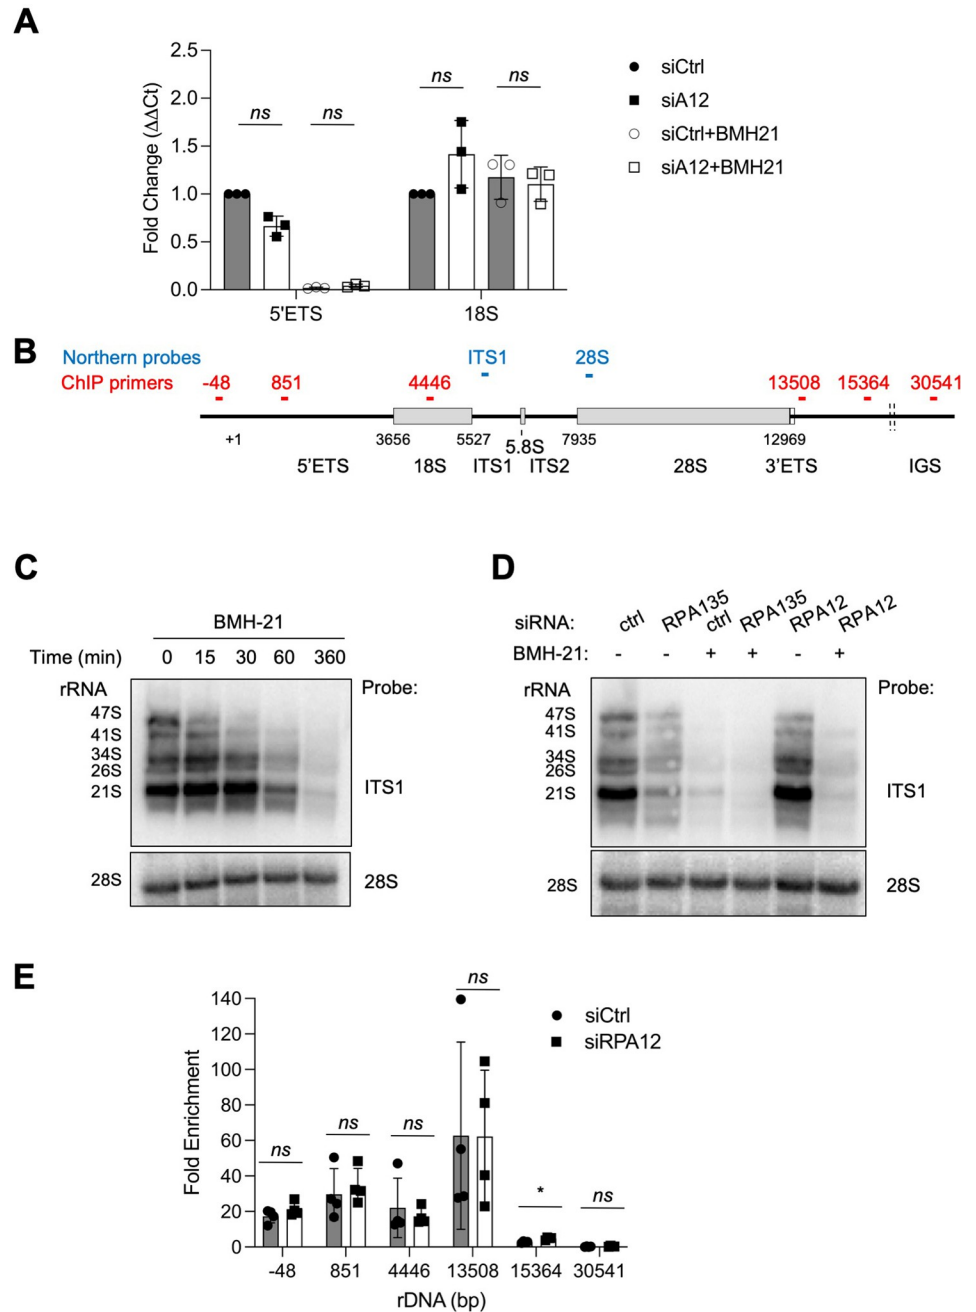 A
Fold Change (ΔΔCt)
2.5
2.0
1.5
1.0
0.5
0.0
ns
ns
ns
ns
5'ETS
18S
siCtrl
siA12
siCtrl+BMH21
siA12+BMH21
B
Northern probes
ITS1
28S
ChIP primers
-48
851
4446
13508
15364
30541
+1
3656
5527
5.8S
7935
12969
5'ETS
18S
ITS1
ITS2
28S
3'ETS
IGS
C
BMH-21
Time (min) 0 15 30 60 360
rRNA
Probe:
47S
41S
34S
26S
21S
ITS1
28S
28S
D
siRNA: ctrl RPA135 ctrl RPA135 RPA12 RPA12
BMH-21: - - + + - +
rRNA
Probe:
47S
41S
34S
26S
21S
ITS1
28S
28S
E
Fold Enrichment
140
120
100
80
60
40
20
0
ns
ns
ns
ns
*
ns
-48 851 4446 13508 15364 30541
rDNA (bp)
siCtrl
siRPA12